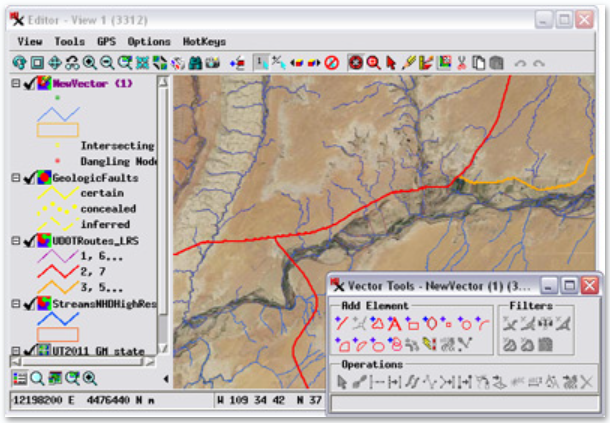 Editor - View 1 (3312)
View Tools GPS Options HotKeys
NewVector (1)
Intersecting
Dangling Node
GeologicFaults
certain
concealed
inferred
UDOTRoutes_LRS
1, 6...
2, 7
3, 5...
StreamsNHDHighRes
UT2011 GM state
12198200 E 4476440 N m
W 109 34 42 N 37
Vector Tools - NewVector (1) (3...
Add Element
Filters
Operations